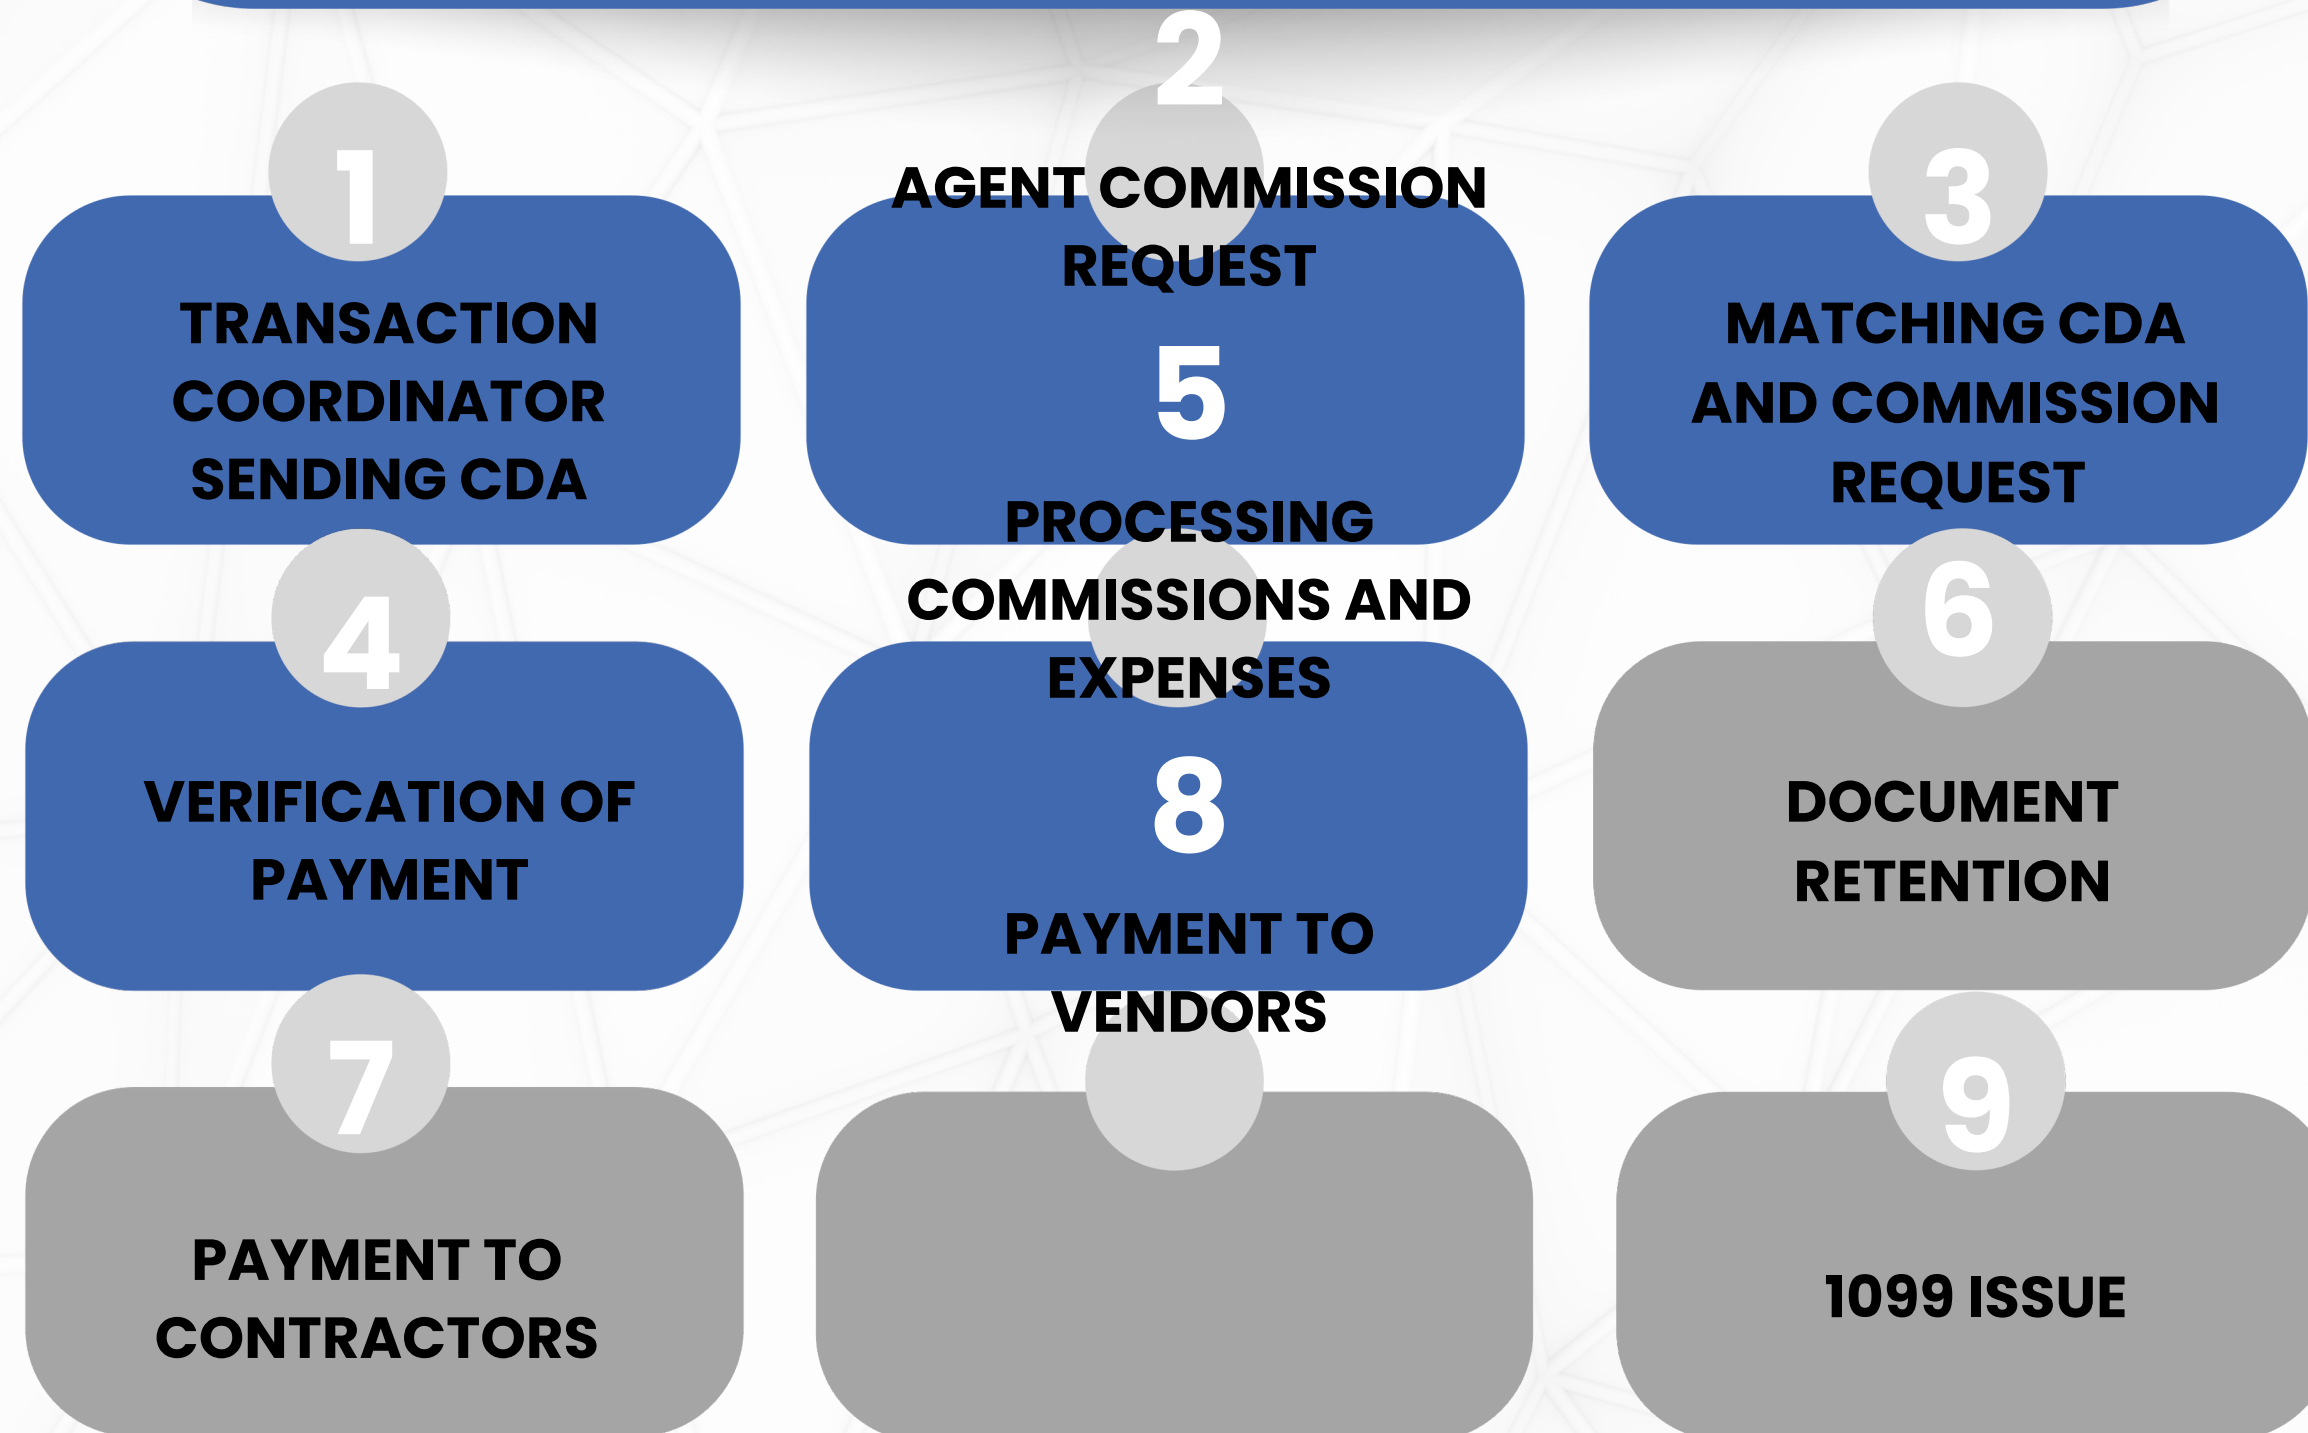 1
TRANSACTION
COORDINATOR
SENDING CDA
2
AGENT COMMISSION
REQUEST
3
MATCHING CDA
AND COMMISSION
REQUEST
4
VERIFICATION OF
PAYMENT
5
PROCESSING
COMMISSIONS AND
EXPENSES
6
DOCUMENT
RETENTION
7
PAYMENT TO
CONTRACTORS
8
PAYMENT TO
VENDORS
9
1099 ISSUE